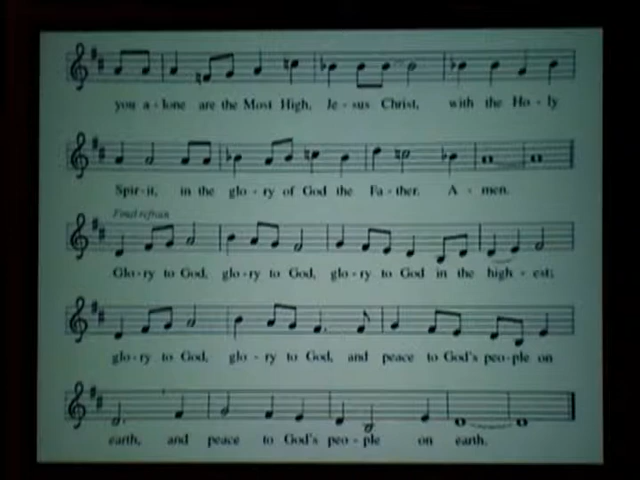 you a - lone are the Most High, Je - sus Christ, with the Ho - ly
Spir - it, in the glo - ry of God the Fa - ther. A - men.
Final refrain
Glo - ry to God, glo - ry to God, glo - ry to God in the high - est;
glo - ry to God, glo - ry to God, and peace to God's peo - ple on
earth, and peace to God's peo - ple on earth.